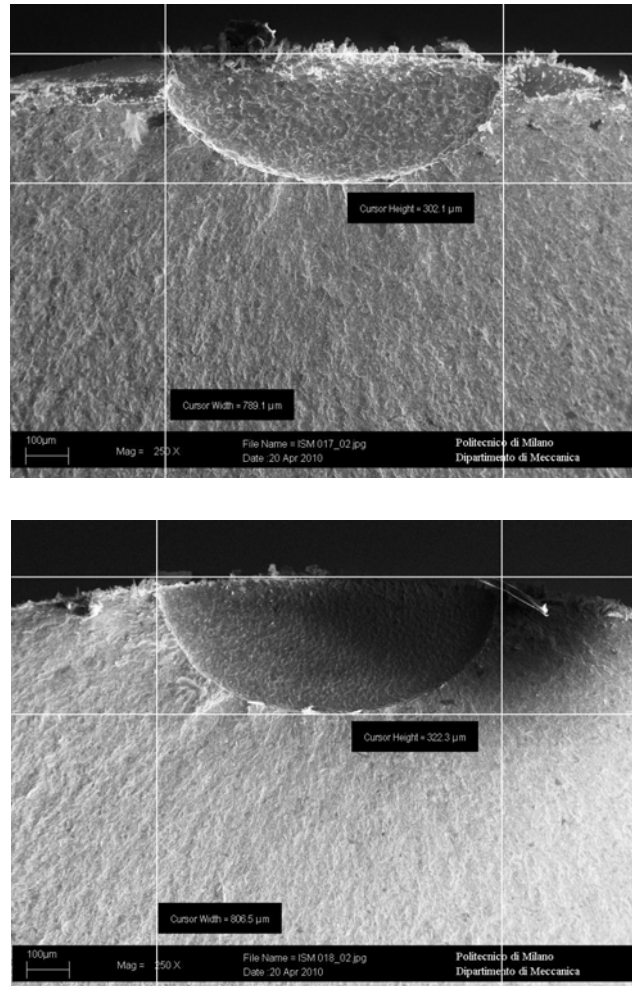 Cursor Height = 302.1 µm
Cursor Width = 789.1 µm
100µm
Mag = 250 X
File Name = ISM 017_02.jpg
Date :20 Apr 2010
Politecnico di Milano
Dipartimento di Meccanica
Cursor Height = 322.3 µm
Cursor Width = 806.5 µm
100µm
Mag = 250 X
File Name = ISM 018_02.jpg
Date :20 Apr 2010
Politecnico di Milano
Dipartimento di Meccanica